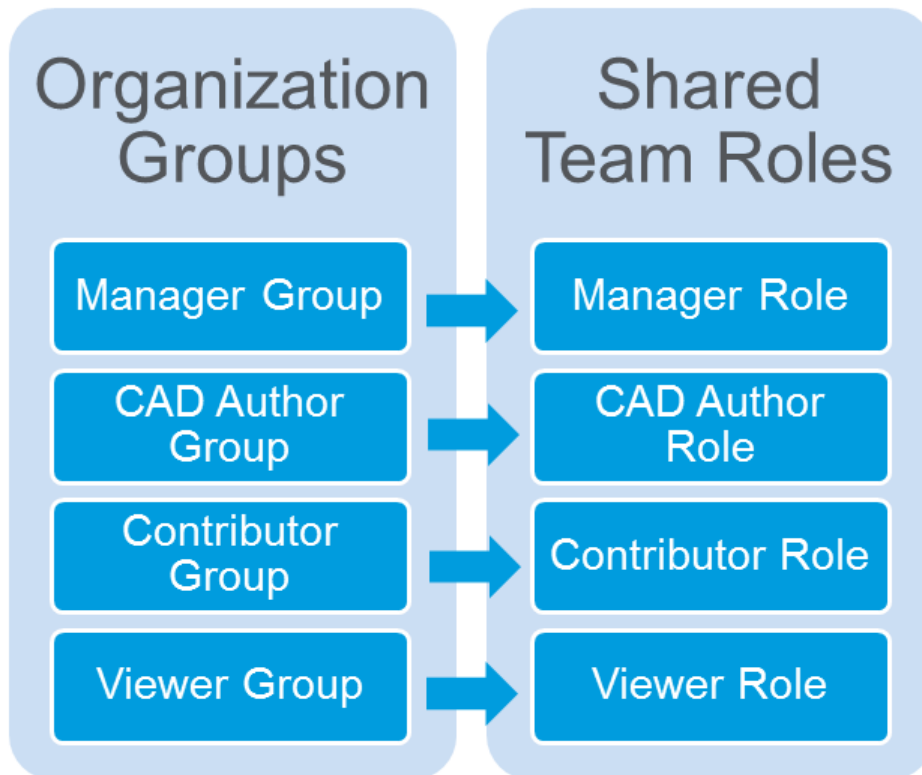 Organization
Groups
Manager Group
CAD Author
Group
Contributor
Group
Viewer Group
Shared
Team Roles
Manager Role
CAD Author
Role
Contributor Role
Viewer Role